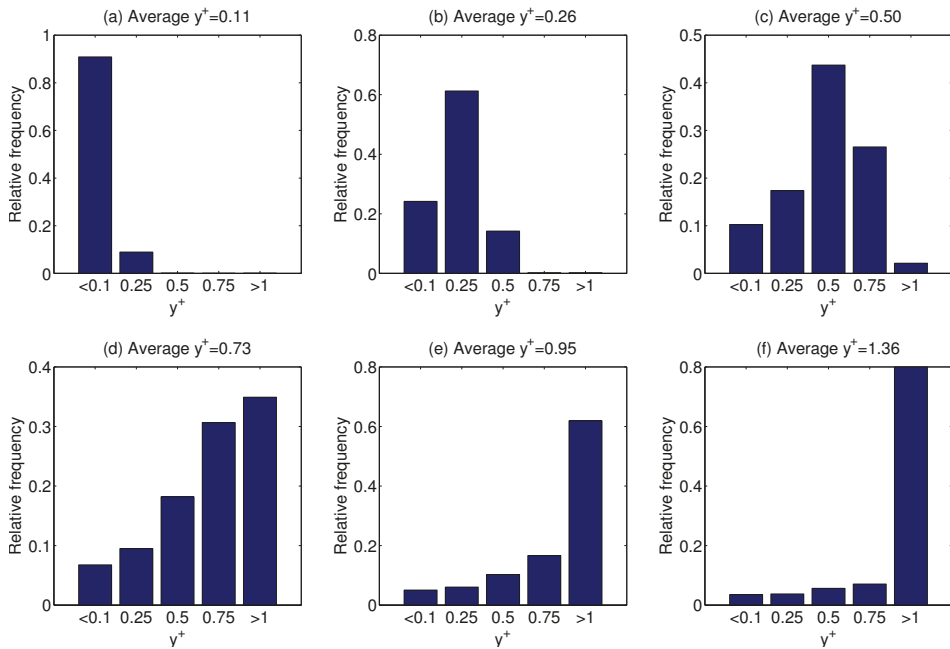 (a) Average y⁺=0.11
1
0.8
0.6
0.4
0.2
0
Relative frequency
<0.1 0.25 0.5 0.75 >1
y⁺
(b) Average y⁺=0.26
0.8
0.6
0.4
0.2
0
Relative frequency
<0.1 0.25 0.5 0.75 >1
y⁺
(c) Average y⁺=0.50
0.5
0.4
0.3
0.2
0.1
0
Relative frequency
<0.1 0.25 0.5 0.75 >1
y⁺
(d) Average y⁺=0.73
0.4
0.3
0.2
0.1
0
Relative frequency
<0.1 0.25 0.5 0.75 >1
y⁺
(e) Average y⁺=0.95
0.8
0.6
0.4
0.2
0
Relative frequency
<0.1 0.25 0.5 0.75 >1
y⁺
(f) Average y⁺=1.36
0.8
0.6
0.4
0.2
0
Relative frequency
<0.1 0.25 0.5 0.75 >1
y⁺